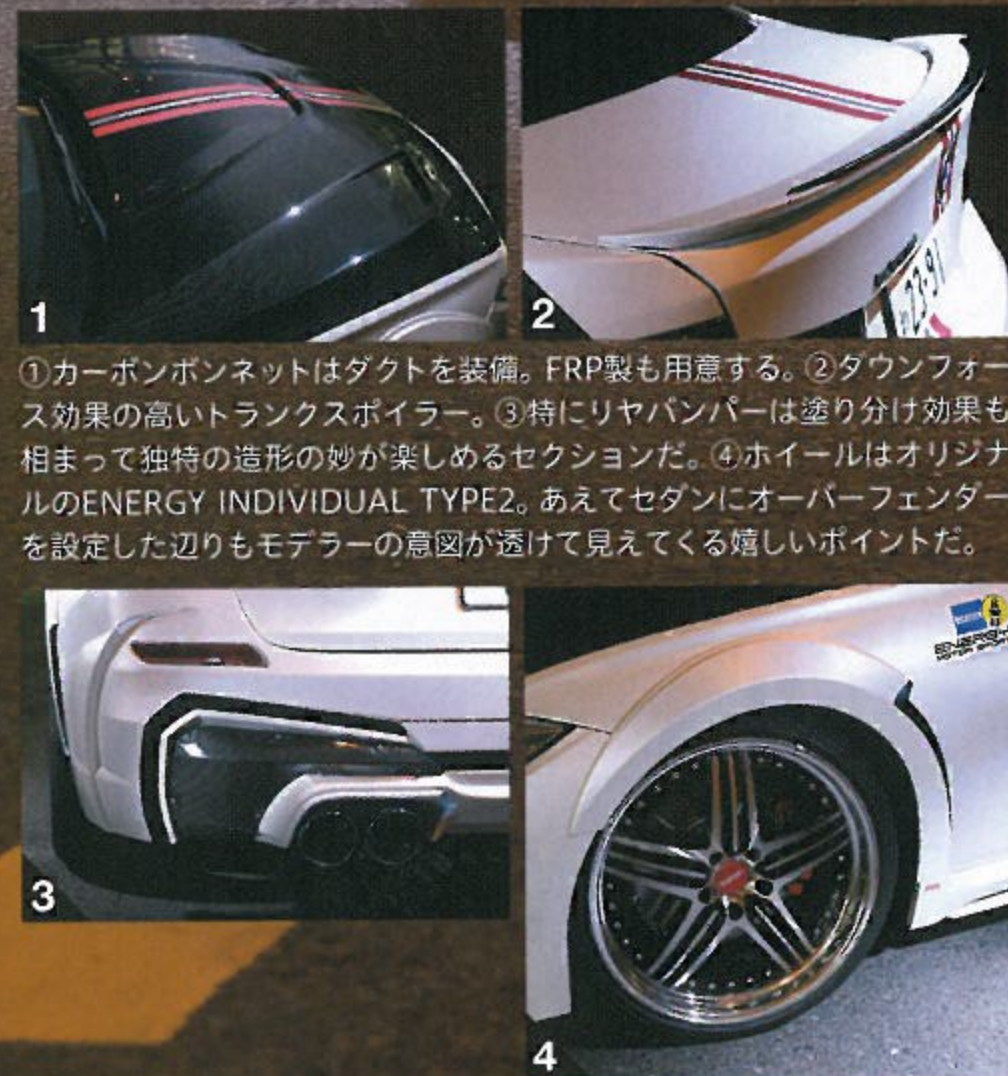 1
2
23-91
①カーボンボンネットはダクトを装備。FRP製も用意する。②ダウンフォー
ス効果の高いトランクスポイラー。③特にリヤバンパーは塗り分け効果も
相まって独特の造形の妙が楽しめるセクションだ。④ホイールはオリジナ
ルのENERGY INDIVIDUAL TYPE2。あえてセダンにオーバーフェンダー
を設定した辺りもモデラーの意図が透けて見えてくる嬉しいポイントだ。
3
ENERGY
MOTOR SPORT
4